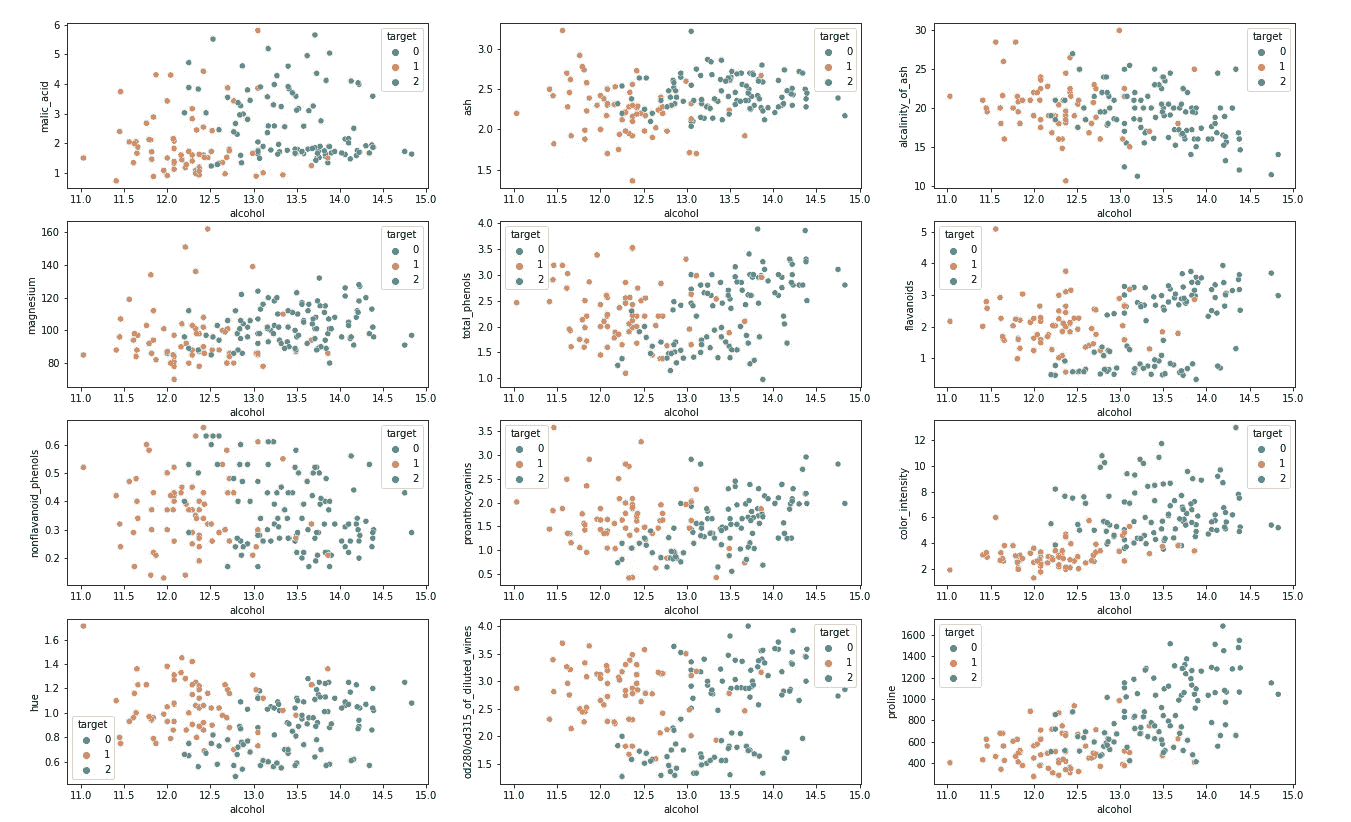 malic_acid
6
5
4
3
2
1
target
0
1
2
11.0 11.5 12.0 12.5 13.0 13.5 14.0 14.5 15.0
alcohol
ash
3.0
2.5
2.0
1.5
target
0
1
2
11.0 11.5 12.0 12.5 13.0 13.5 14.0 14.5 15.0
alcohol
alcalinity_of_ash
30
25
20
15
10
target
0
1
2
11.0 11.5 12.0 12.5 13.0 13.5 14.0 14.5 15.0
alcohol
magnesium
160
140
120
100
80
target
0
1
2
11.0 11.5 12.0 12.5 13.0 13.5 14.0 14.5 15.0
alcohol
total_phenols
4.0
3.5
3.0
2.5
2.0
1.5
1.0
target
0
1
2
11.0 11.5 12.0 12.5 13.0 13.5 14.0 14.5 15.0
alcohol
flavanoids
5
4
3
2
1
target
0
1
2
11.0 11.5 12.0 12.5 13.0 13.5 14.0 14.5 15.0
alcohol
nonflavanoid_phenols
0.6
0.5
0.4
0.3
0.2
target
0
1
2
11.0 11.5 12.0 12.5 13.0 13.5 14.0 14.5 15.0
alcohol
proanthocyanins
3.5
3.0
2.5
2.0
1.5
1.0
0.5
target
0
1
2
11.0 11.5 12.0 12.5 13.0 13.5 14.0 14.5 15.0
alcohol
color_intensity
12
10
8
6
4
2
target
0
1
2
11.0 11.5 12.0 12.5 13.0 13.5 14.0 14.5 15.0
alcohol
hue
1.6
1.4
1.2
1.0
0.8
0.6
target
0
1
2
11.0 11.5 12.0 12.5 13.0 13.5 14.0 14.5 15.0
alcohol
od280/od315_of_diluted_wines
4.0
3.5
3.0
2.5
2.0
1.5
target
0
1
2
11.0 11.5 12.0 12.5 13.0 13.5 14.0 14.5 15.0
alcohol
proline
1600
1400
1200
1000
800
600
400
target
0
1
2
11.0 11.5 12.0 12.5 13.0 13.5 14.0 14.5 15.0
alcohol